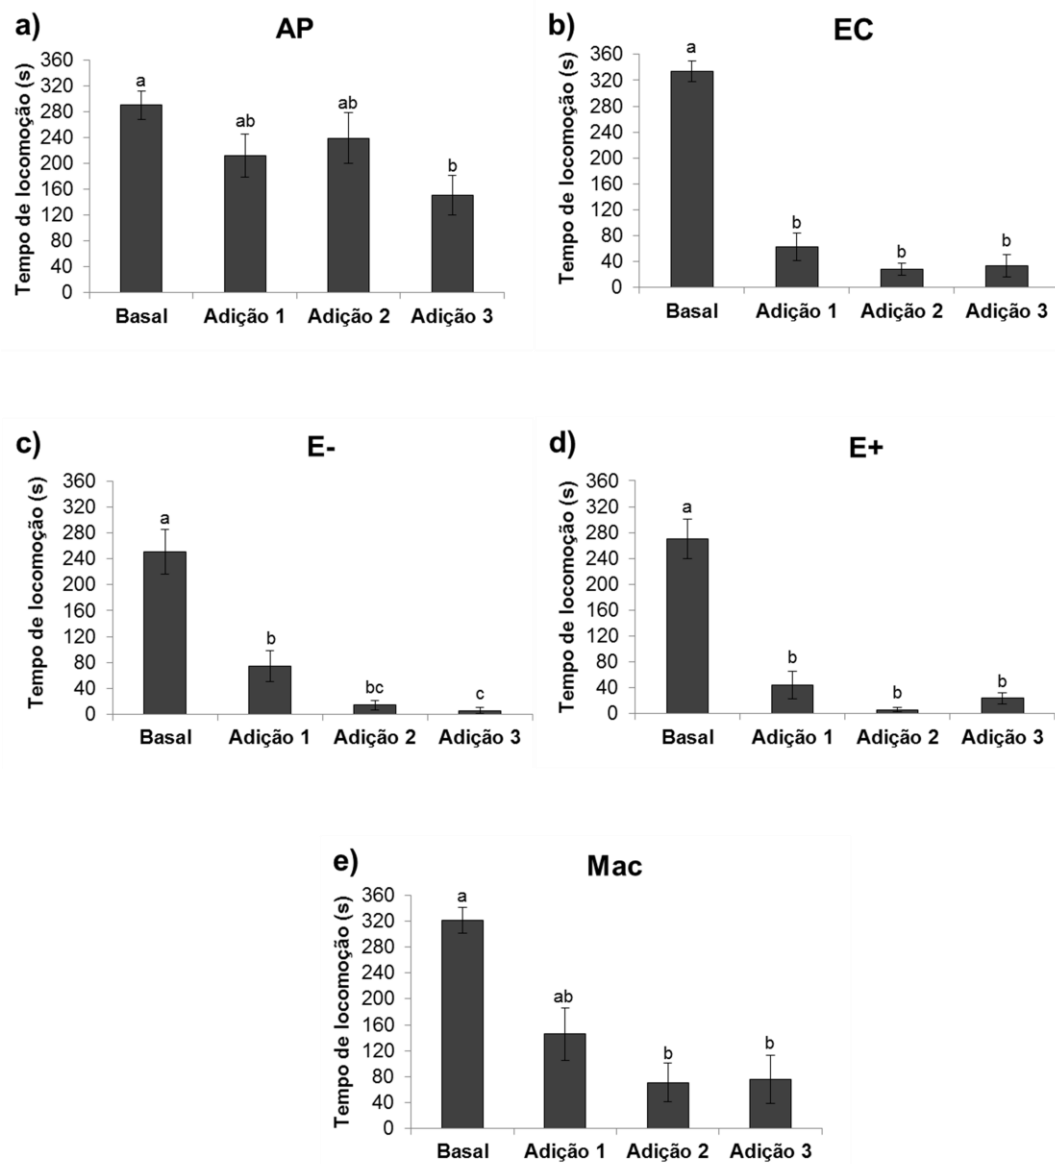 a)
AP
Tempo de locomoção (s)
360
320
280
240
200
160
120
80
40
0
a
ab
ab
b
Basal Adição 1 Adição 2 Adição 3
b)
EC
Tempo de locomoção (s)
360
320
280
240
200
160
120
80
40
0
a
b
b
b
Basal Adição 1 Adição 2 Adição 3
c)
E-
Tempo de locomoção (s)
360
320
280
240
200
160
120
80
40
0
a
b
bc
c
Basal Adição 1 Adição 2 Adição 3
d)
E+
Tempo de locomoção (s)
360
320
280
240
200
160
120
80
40
0
a
b
b
b
Basal Adição 1 Adição 2 Adição 3
e)
Mac
Tempo de locomoção (s)
360
320
280
240
200
160
120
80
40
0
a
ab
b
b
Basal Adição 1 Adição 2 Adição 3